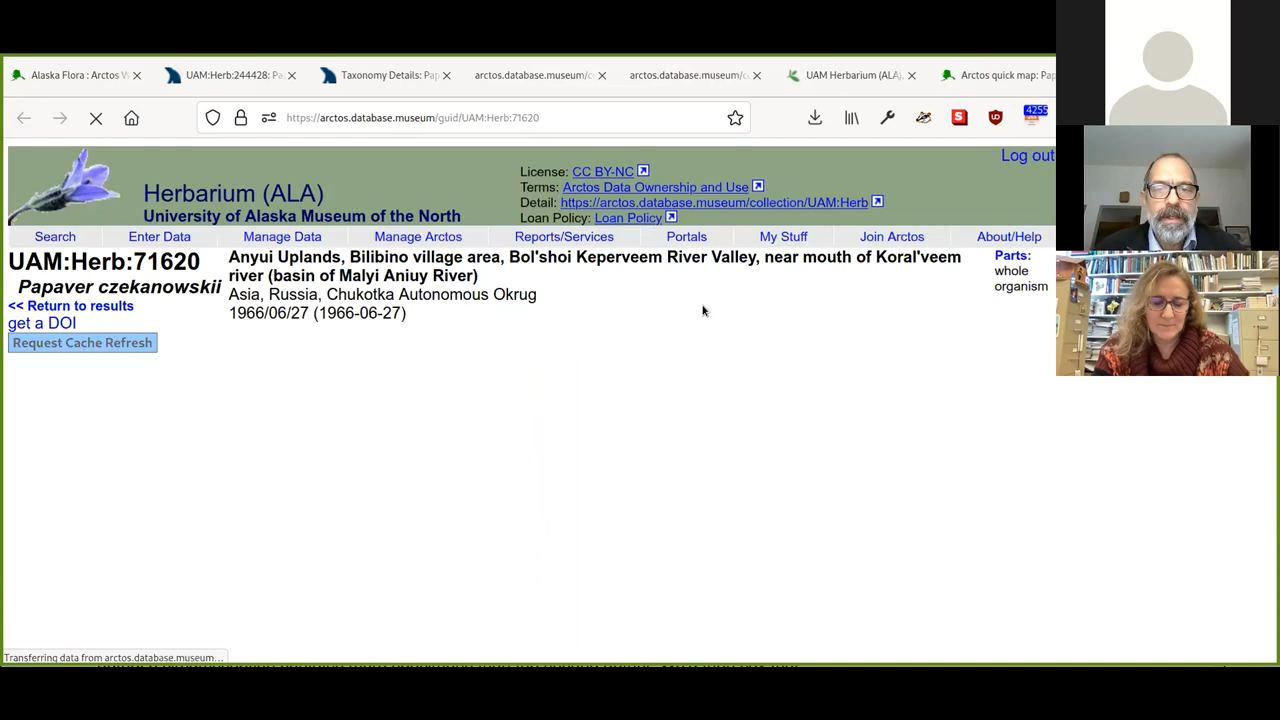 Alaska Flora : Arctos
UAM:Herb:244428: Pa
Taxonomy Details: Pap
arctos.database.museum/c
arctos.database.museum/c
UAM Herbarium (ALA),
Arctos quick map: Pap
https://arctos.database.museum/guid/UAM:Herb:71620
4255
Log out
Herbarium (ALA)
University of Alaska Museum of the North
License: CC BY-NC
Terms: Arctos Data Ownership and Use
Detail: https://arctos.database.museum/collection/UAM:Herb
Loan Policy: Loan Policy
Search Enter Data Manage Data Manage Arctos Reports/Services Portals My Stuff Join Arctos About/Help
UAM:Herb:71620
Papaver czekanowskii
<< Return to results
get a DOI
Request Cache Refresh
Anyui Uplands, Bilibino village area, Bol'shoi Keperveem River Valley, near mouth of Koral'veem
river (basin of Malyi Aniuy River)
Asia, Russia, Chukotka Autonomous Okrug
1966/06/27 (1966-06-27)
Parts:
whole
organism
Transferring data from arctos.database.museum...